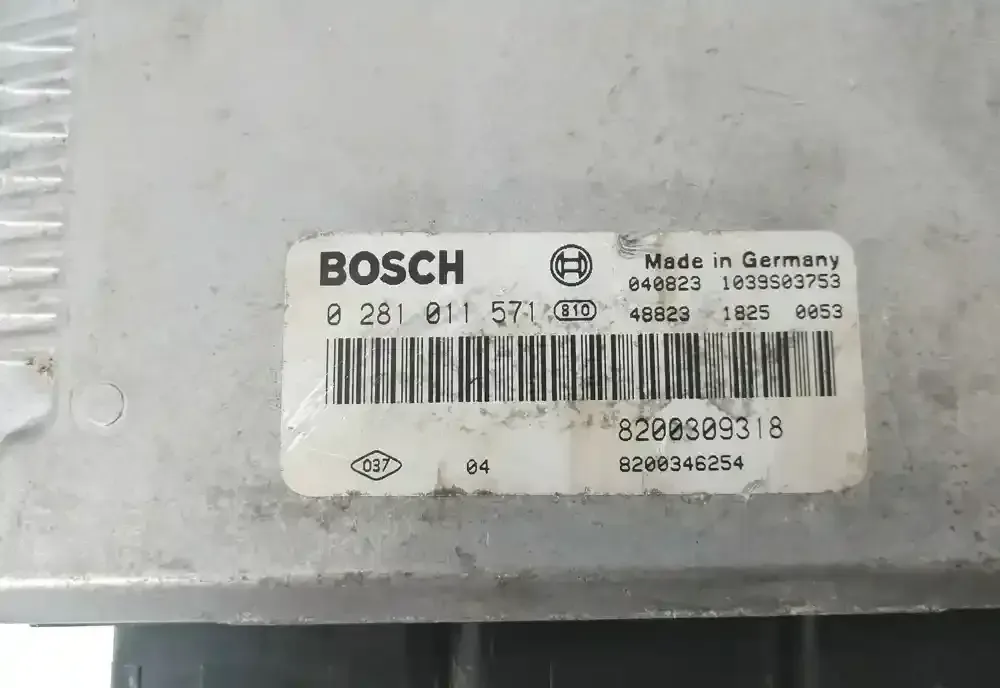 BOSCH
Made in Germany
040823 1039S03753
0 281 011 571 810
48823 1825 0053
8200309318
037 04
8200346254